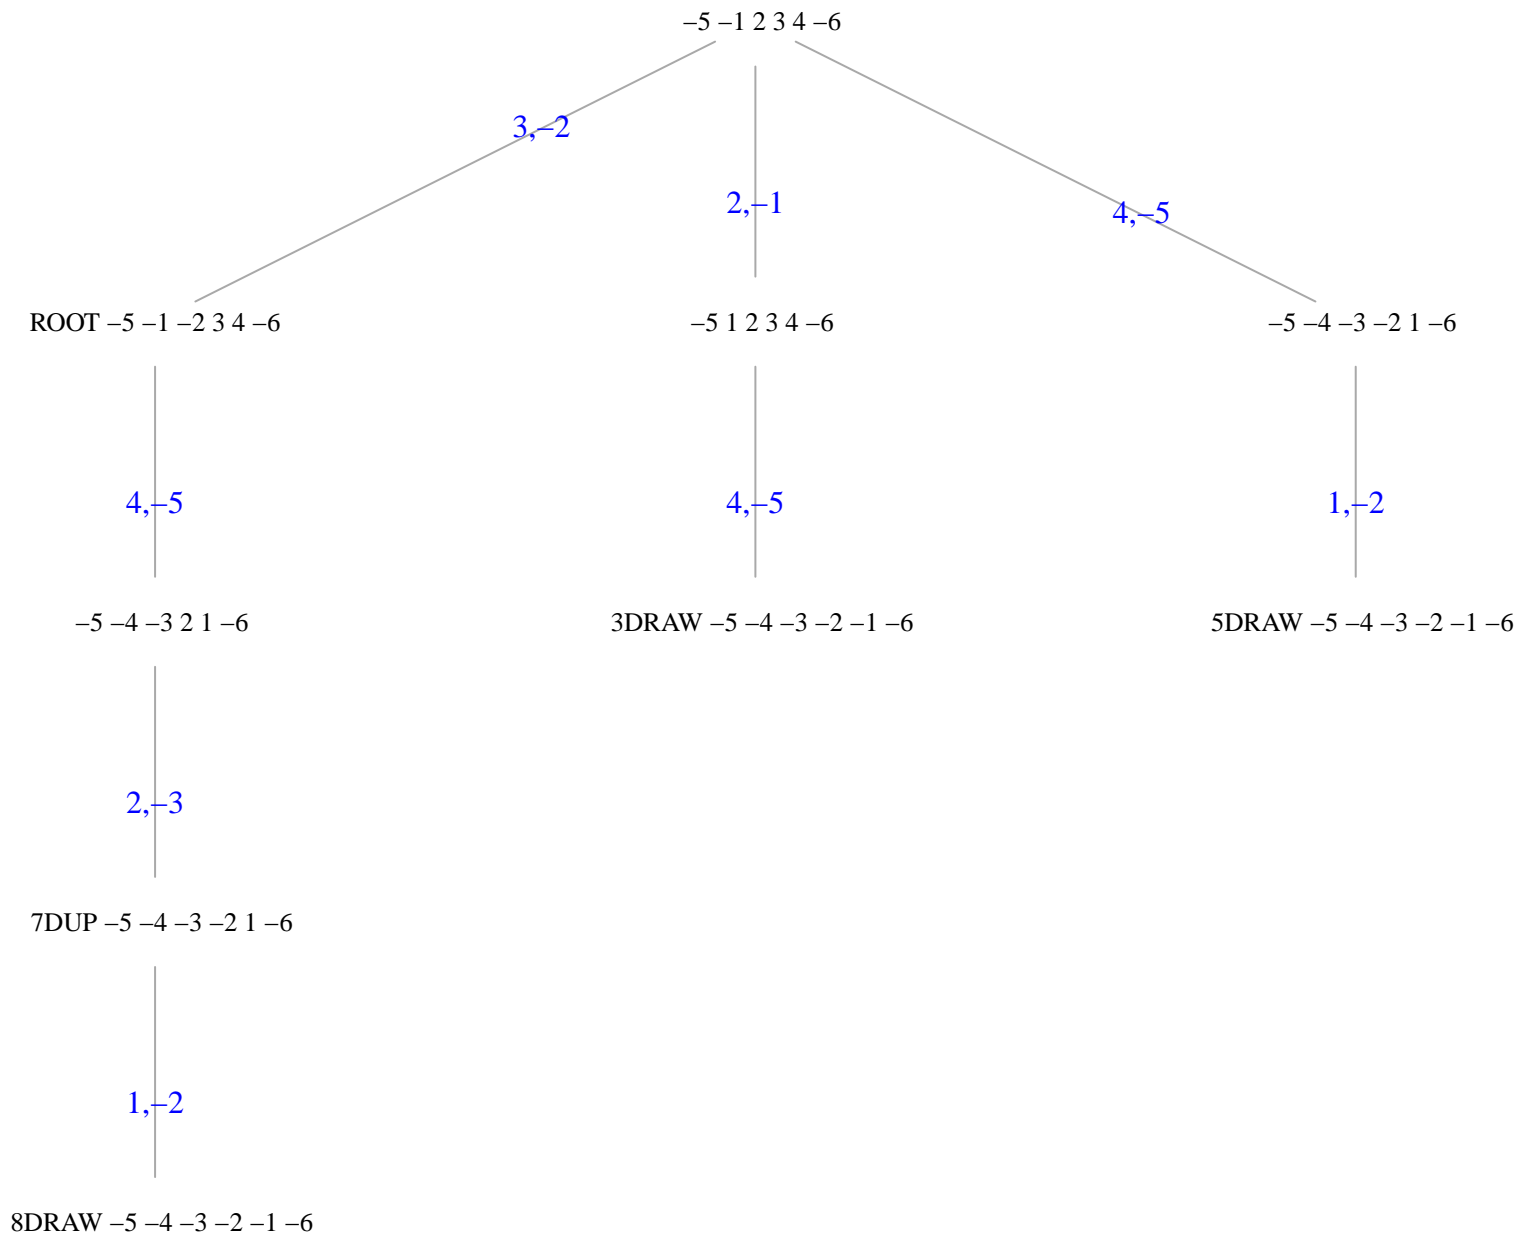 –5 –1 2 3 4 –6
3,–2
2,–1
4,–5
ROOT –5 –1 –2 3 4 –6
–5 1 2 3 4 –6
–5 –4 –3 –2 1 –6
4,–5
4,–5
1,–2
–5 –4 –3 2 1 –6
3DRAW –5 –4 –3 –2 –1 –6
5DRAW –5 –4 –3 –2 –1 –6
2,–3
7DUP –5 –4 –3 –2 1 –6
1,–2
8DRAW –5 –4 –3 –2 –1 –6